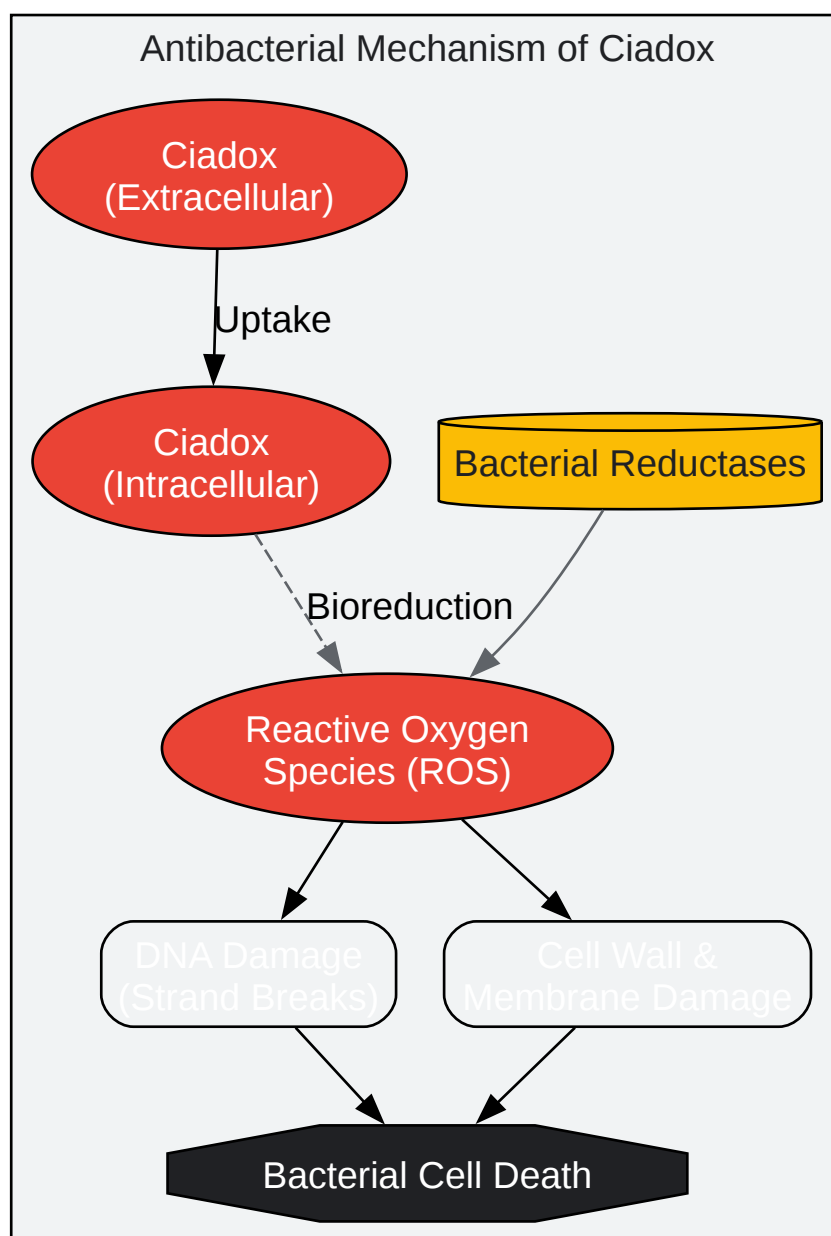 Antibacterial Mechanism of Ciadox
Ciadox
(Extracellular)
Uptake
Ciadox
(Intracellular)
Bacterial Reductases
Bioreduction
Reactive Oxygen
Species (ROS)
DNA Damage
(Strand Breaks)
Cell Wall &
Membrane Damage
Bacterial Cell Death